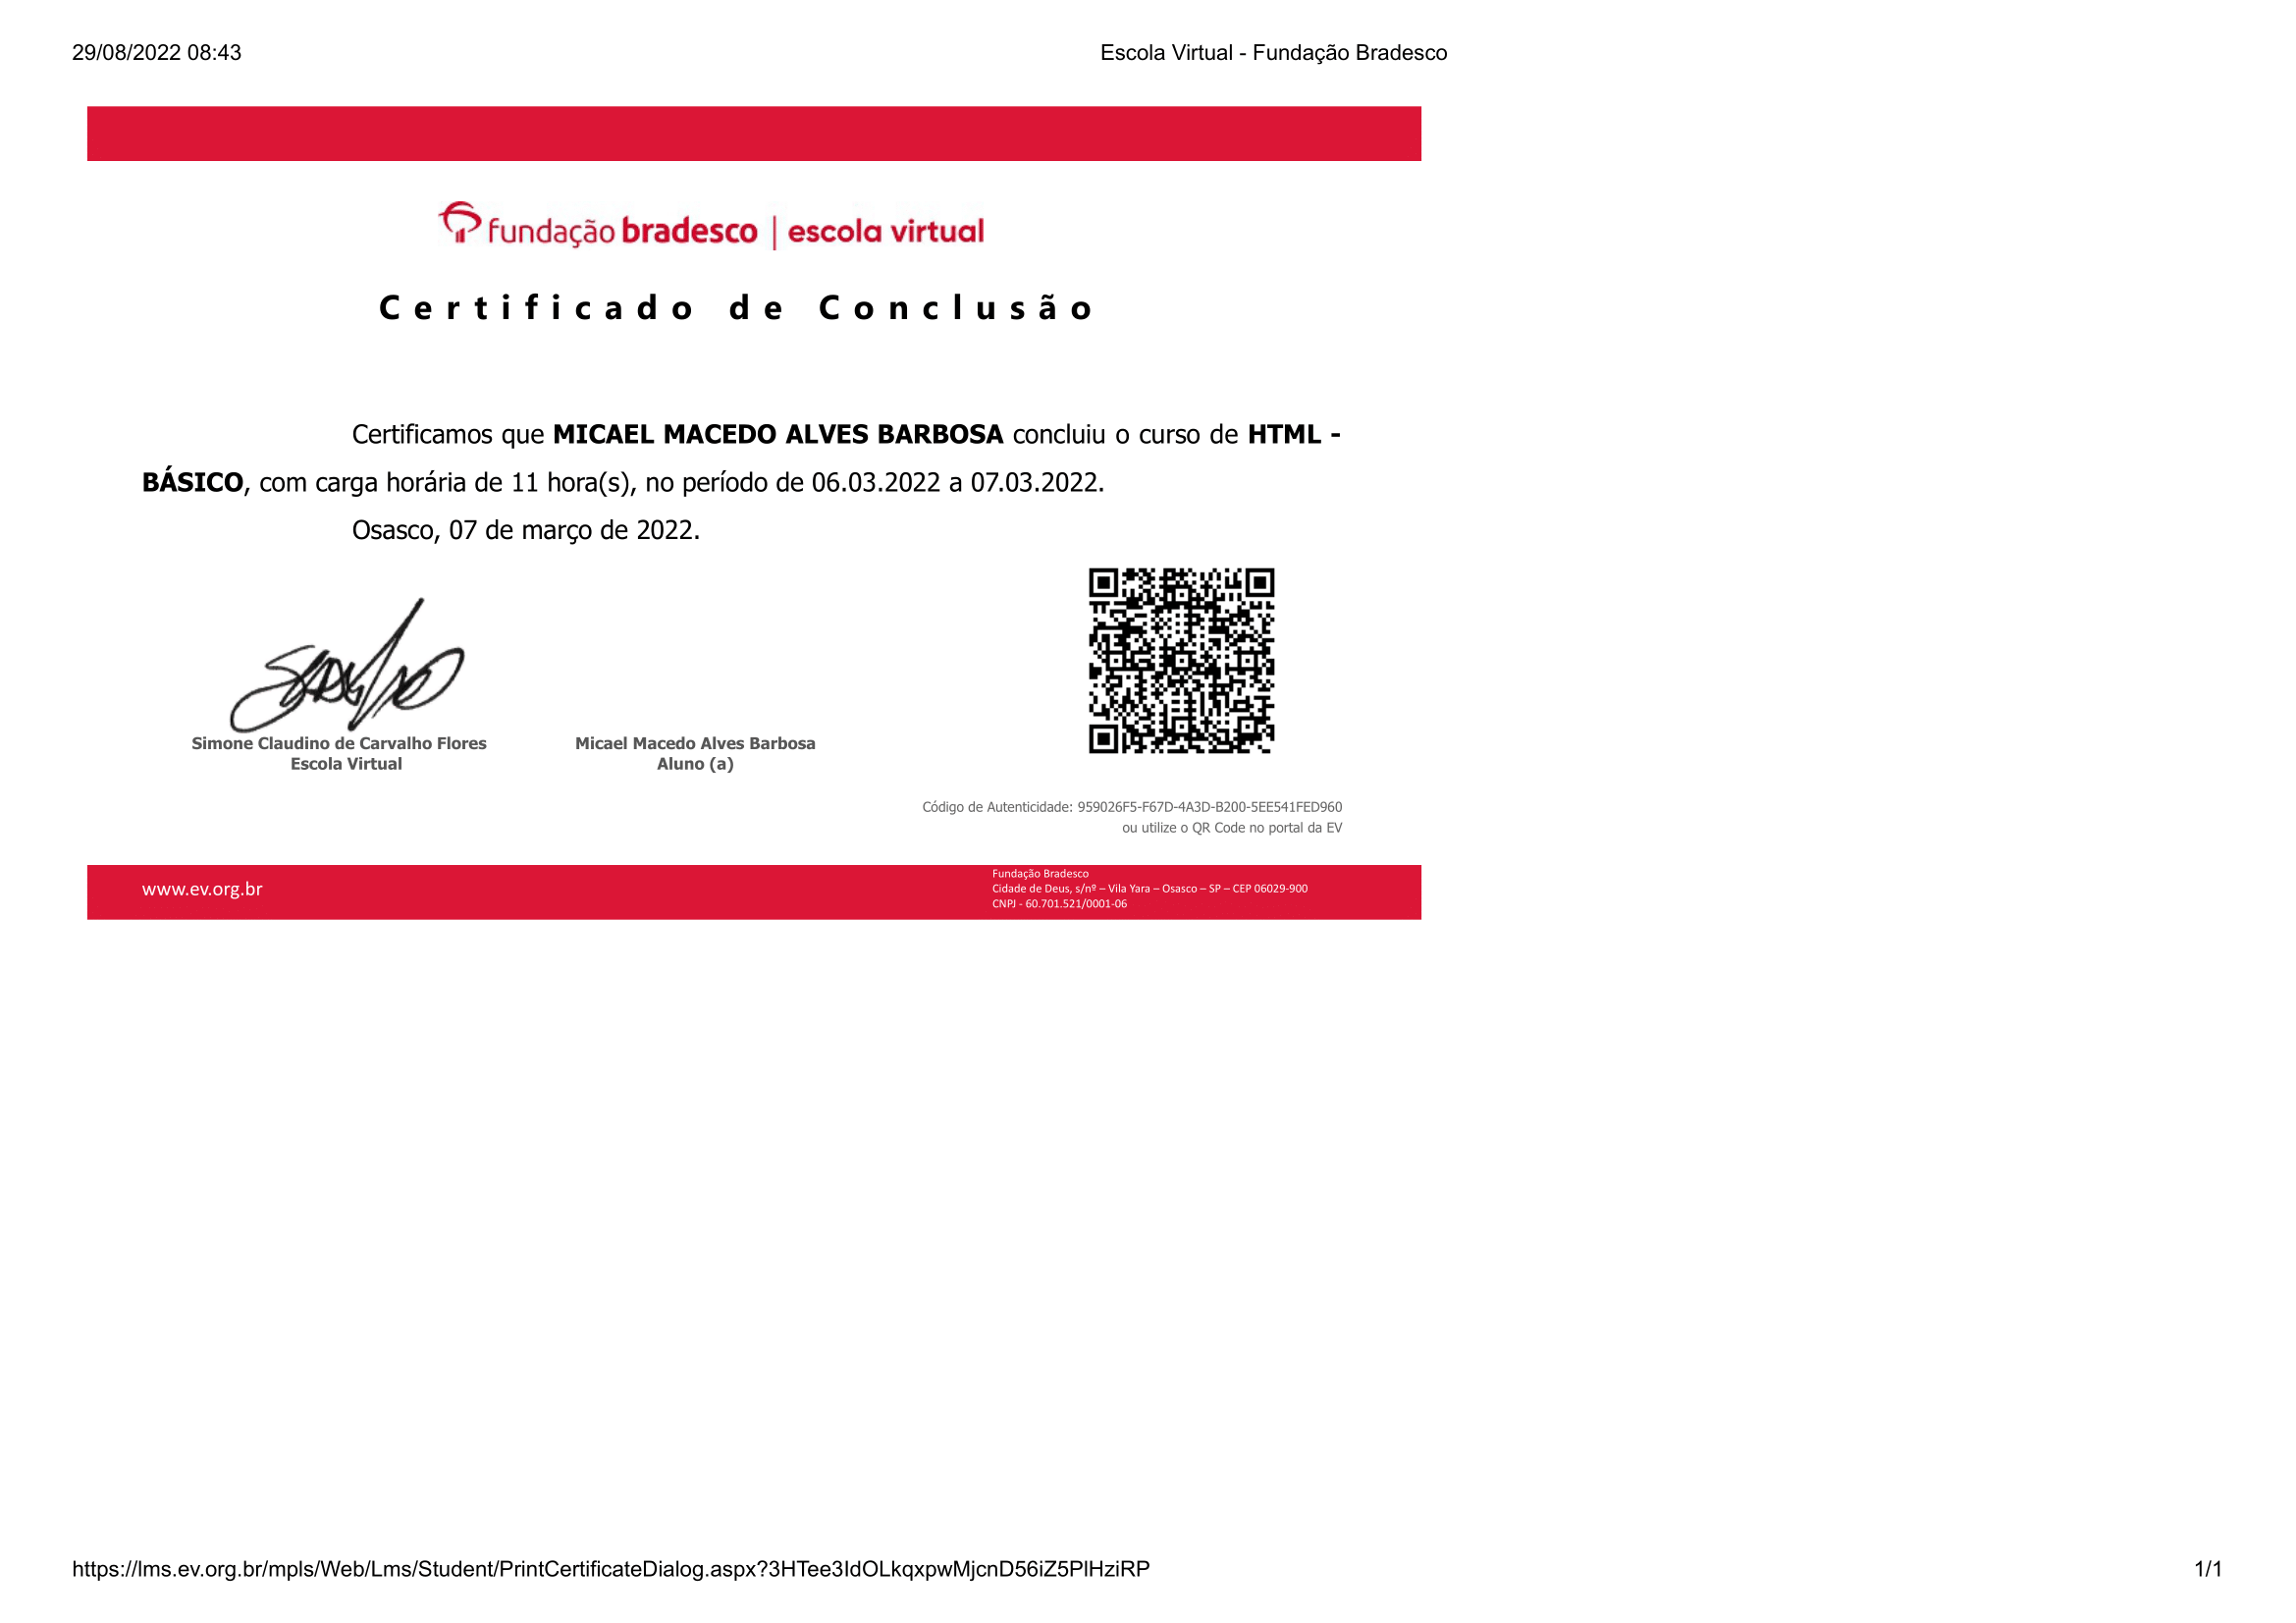 29/08/2022 08:43
Escola Virtual - Fundação Bradesco
fundação bradesco | escola virtual
Certificado de Conclusão
Certificamos que MICAEL MACEDO ALVES BARBOSA concluiu o curso de HTML -
BÁSICO, com carga horária de 11 hora(s), no período de 06.03.2022 a 07.03.2022.
Osasco, 07 de março de 2022.
Simone Claudino de Carvalho Flores
Escola Virtual
Micael Macedo Alves Barbosa
Aluno (a)
Código de Autenticidade: 959026F5-F67D-4A3D-B200-5EE541FED960
ou utilize o QR Code no portal da EV
www.ev.org.br
Fundação Bradesco
Cidade de Deus, s/nº – Vila Yara – Osasco – SP – CEP 06029-900
CNPJ - 60.701.521/0001-06
https://lms.ev.org.br/mpls/Web/Lms/Student/PrintCertificateDialog.aspx?3HTee3IdOLkqxpwMjcnD56iZ5PlHziRP
1/1